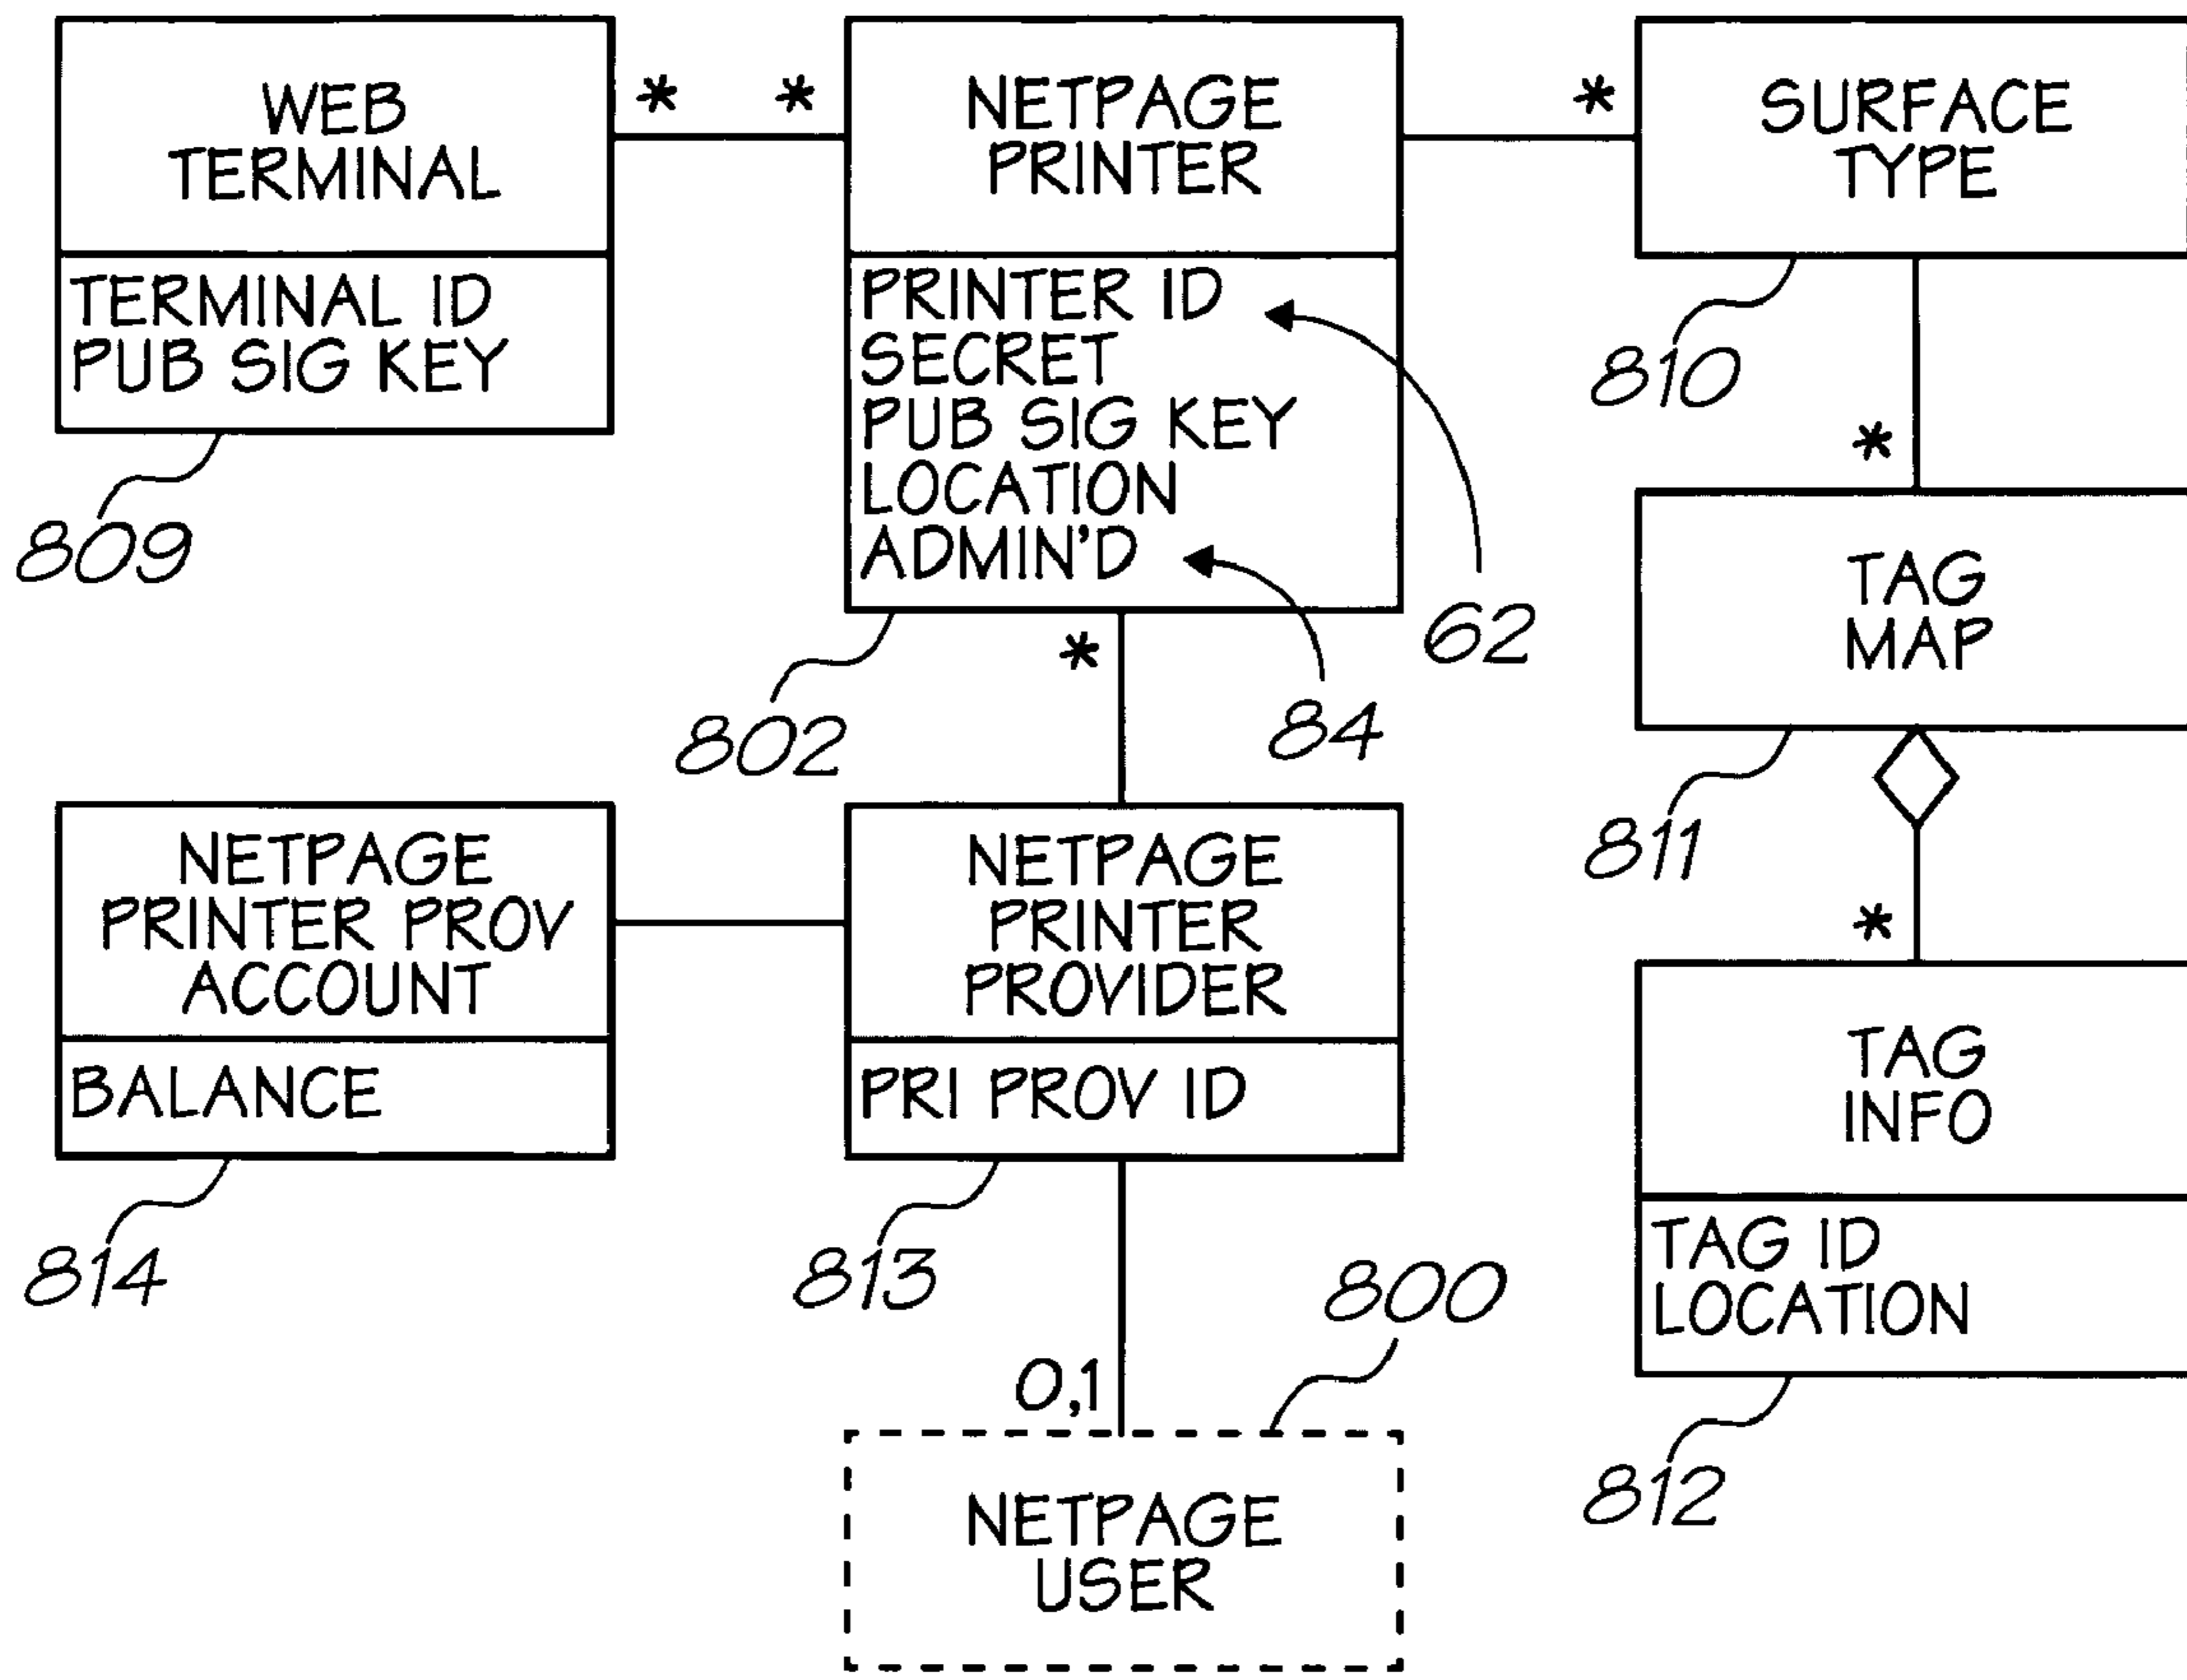 WEB
TERMINAL
TERMINAL ID
PUB SIG KEY
809
*
*
NETPAGE
PRINTER
PRINTER ID
SECRET
PUB SIG KEY
LOCATION
ADMIN'D
62
84
802
*
*
SURFACE
TYPE
810
*
TAG
MAP
811
*
TAG
INFO
TAG ID
LOCATION
812
NETPAGE
PRINTER PROV
ACCOUNT
BALANCE
814
NETPAGE
PRINTER
PROVIDER
PRI PROV ID
813
800
0,1
NETPAGE
USER